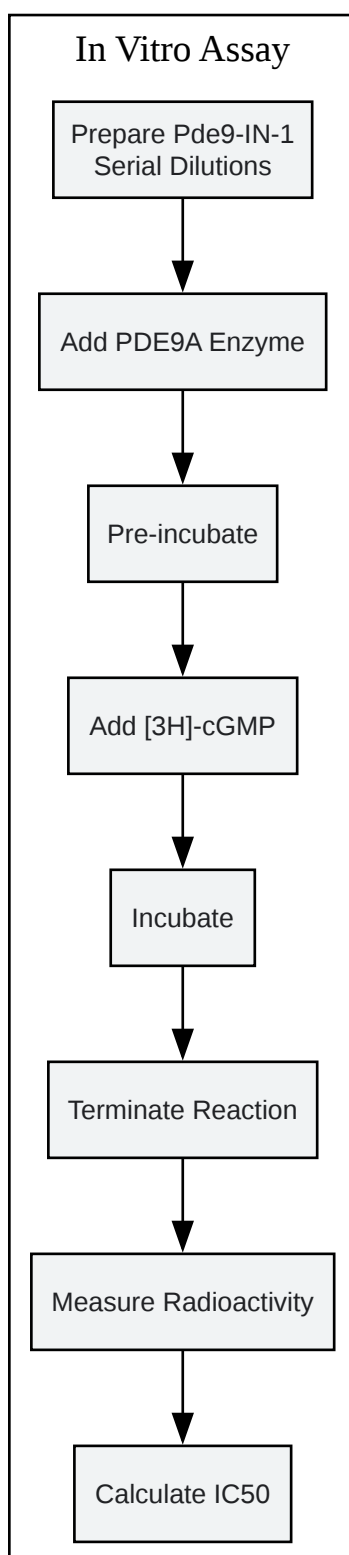 In Vitro Assay
Prepare Pde9-IN-1
Serial Dilutions
Add PDE9A Enzyme
Pre-incubate
Add [3H]-cGMP
Incubate
Terminate Reaction
Measure Radioactivity
Calculate IC50